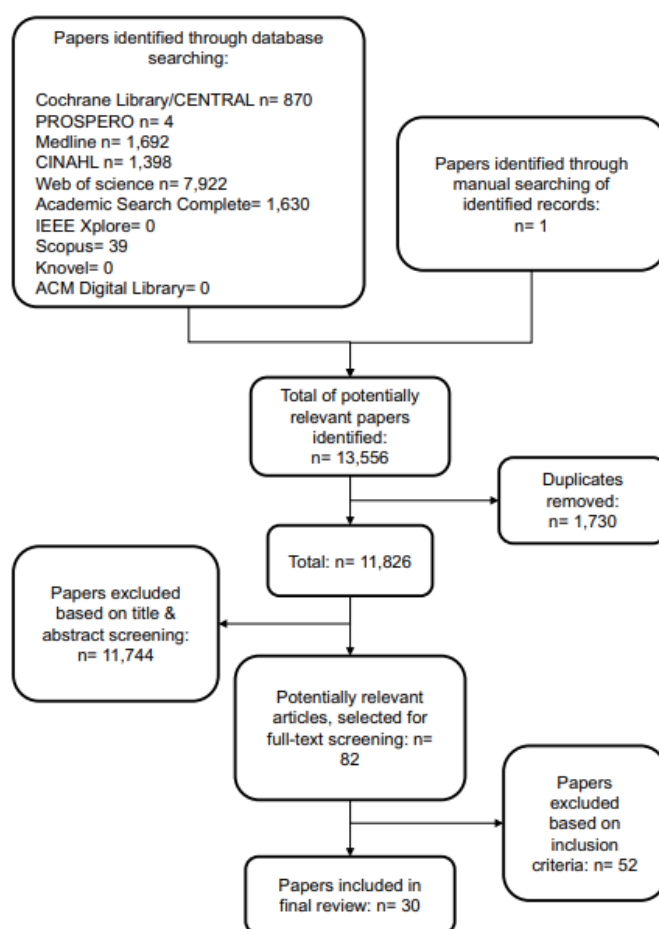 Papers identified through database
searching:
Cochrane Library/CENTRAL n= 870
PROSPERO n= 4
Medline n= 1,692
CINAHL n= 1,398
Web of science n= 7,922
Academic Search Complete= 1,630
IEEE Xplore= 0
Scopus= 39
Knovel= 0
ACM Digital Library= 0
Papers identified through
manual searching of
identified records:
n= 1
Total of potentially
relevant papers
identified:
n= 13,556
Duplicates
removed:
n= 1,730
Total: n= 11,826
Papers excluded
based on title &
abstract screening:
n= 11,744
Potentially relevant
articles, selected for
full-text screening: n=
82
Papers
excluded
based on
inclusion
criteria: n= 52
Papers included in
final review: n= 30